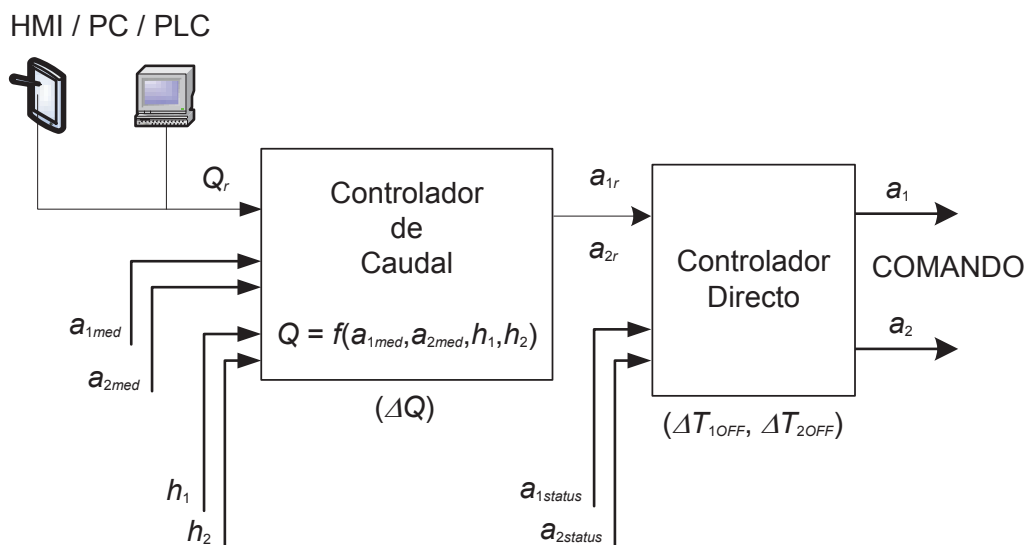 HMI / PC / PLC
Qr
Controlador
de
Caudal
Q = f(a1med,a2med,h1,h2)
(ΔQ)
a1med
a2med
h1
h2
a1r
a2r
Controlador
Directo
(ΔT1OFF, ΔT2OFF)
a1status
a2status
a1
COMANDO
a2